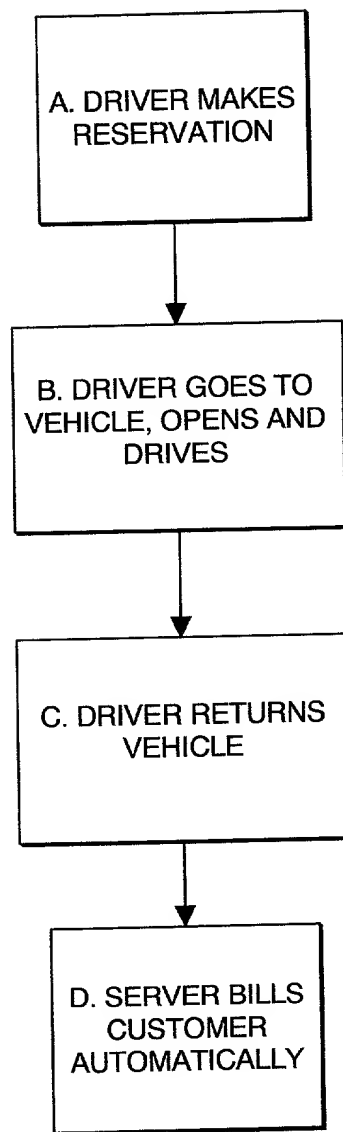 A. DRIVER MAKES
RESERVATION
B. DRIVER GOES TO
VEHICLE, OPENS AND
DRIVES
C. DRIVER RETURNS
VEHICLE
D. SERVER BILLS
CUSTOMER
AUTOMATICALLY